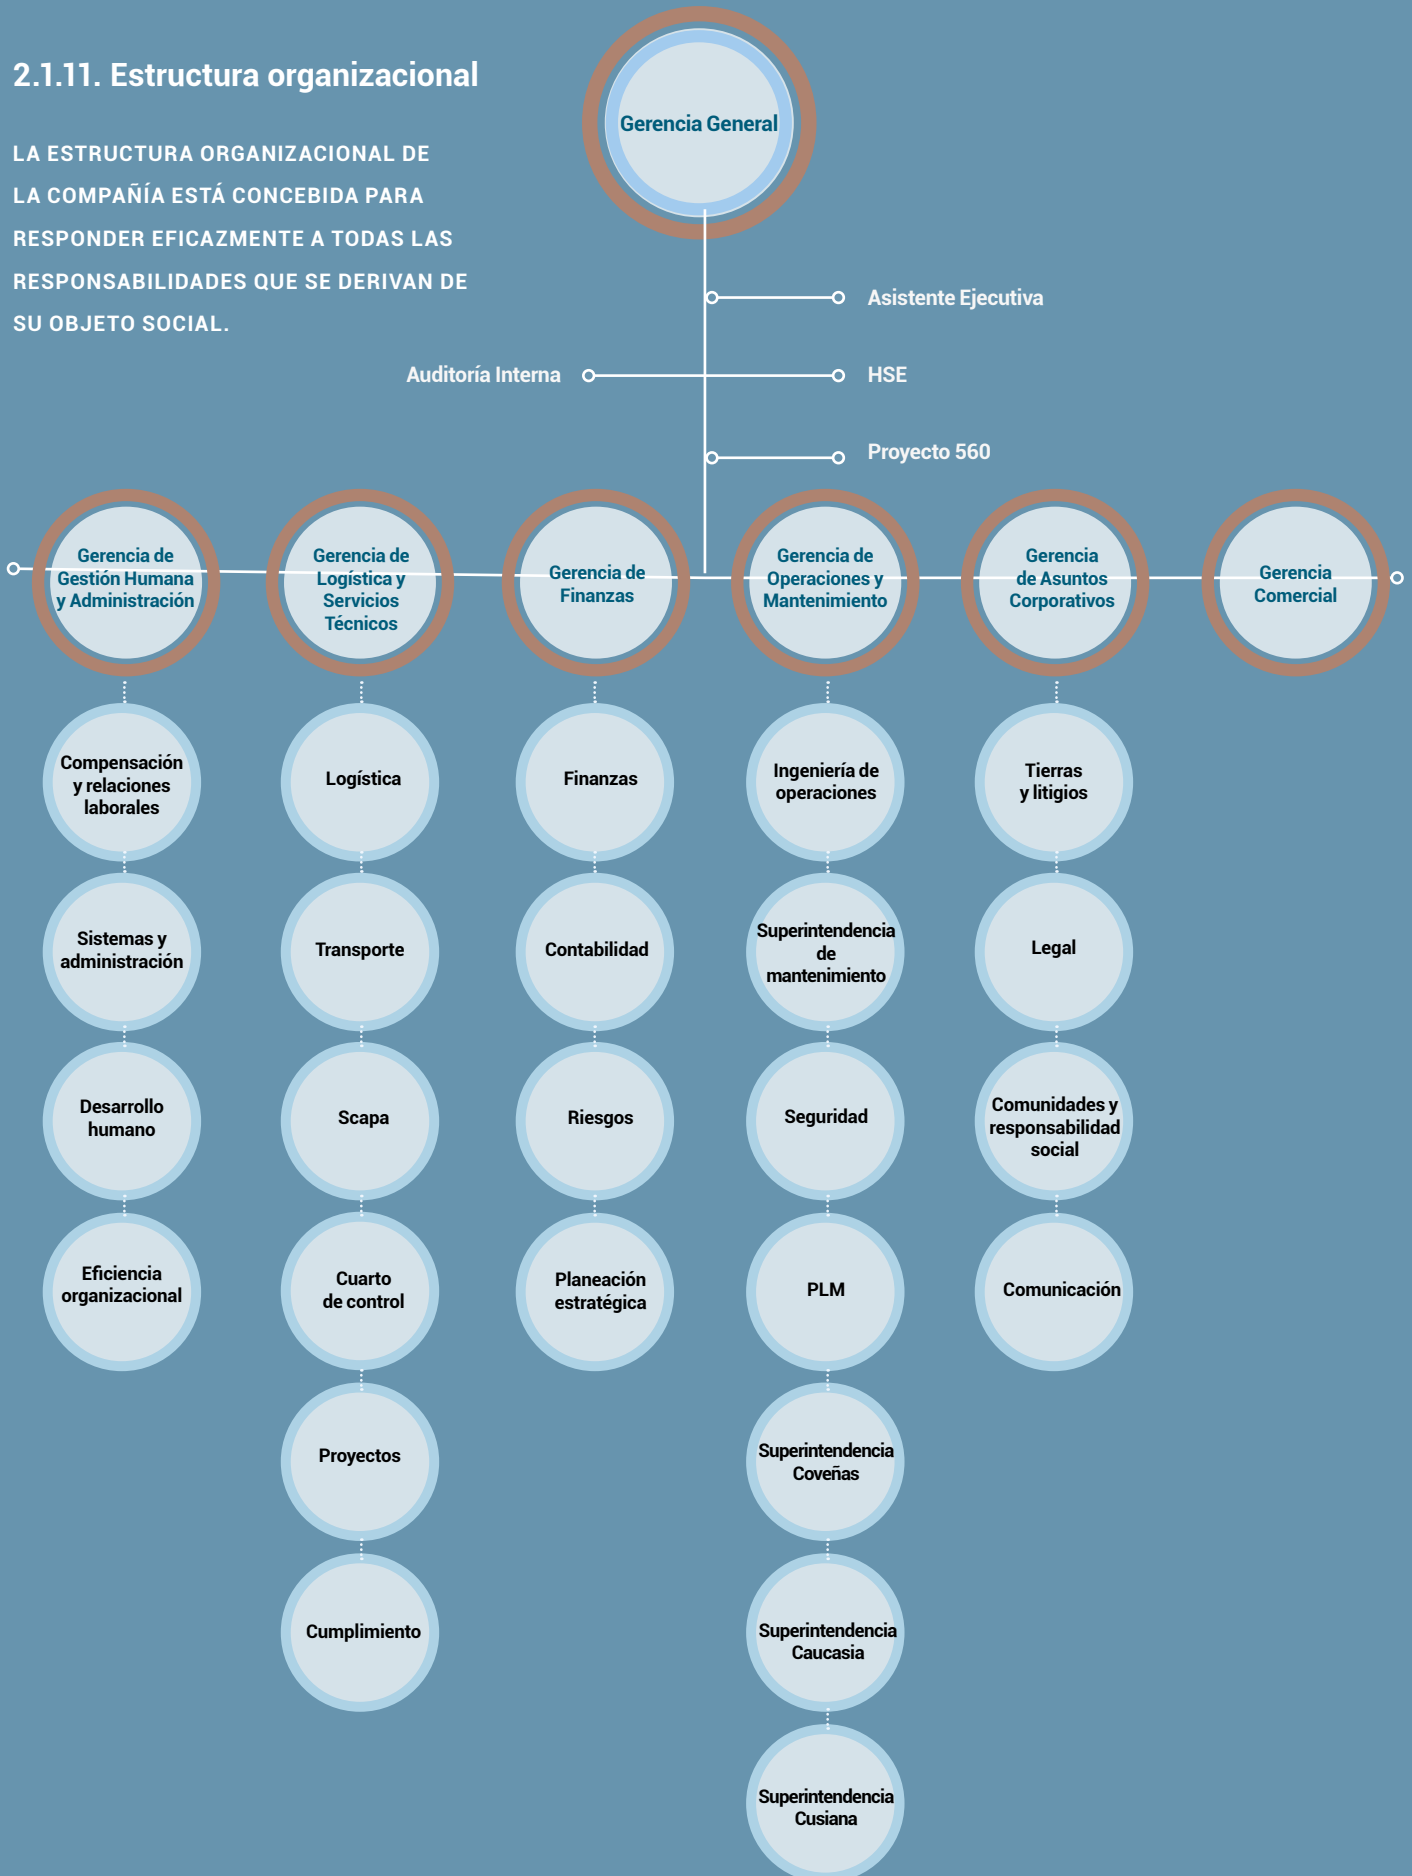 2.1.11. Estructura organizacional
LA ESTRUCTURA ORGANIZACIONAL DE
LA COMPAÑÍA ESTÁ CONCEBIDA PARA
RESPONDER EFICAZMENTE A TODAS LAS
RESPONSABILIDADES QUE SE DERIVAN DE
SU OBJETO SOCIAL.
Gerencia General
Asistente Ejecutiva
Auditoría Interna
HSE
Proyecto 560
Gerencia de
Gestión Humana
y Administración
Compensación
y relaciones
laborales
Sistemas y
administración
Desarrollo
humano
Eficiencia
organizacional
Gerencia de
Logística y
Servicios
Técnicos
Logística
Transporte
Scapa
Cuarto
de control
Proyectos
Cumplimiento
Gerencia de
Finanzas
Finanzas
Contabilidad
Riesgos
Planeación
estratégica
Gerencia de
Operaciones y
Mantenimiento
Ingeniería de
operaciones
Superintendencia
de
mantenimiento
Seguridad
PLM
Superintendencia
Coveñas
Superintendencia
Caucasia
Superintendencia
Cusiana
Gerencia
de Asuntos
Corporativos
Tierras
y litigios
Legal
Comunidades y
responsabilidad
social
Comunicación
Gerencia
Comercial